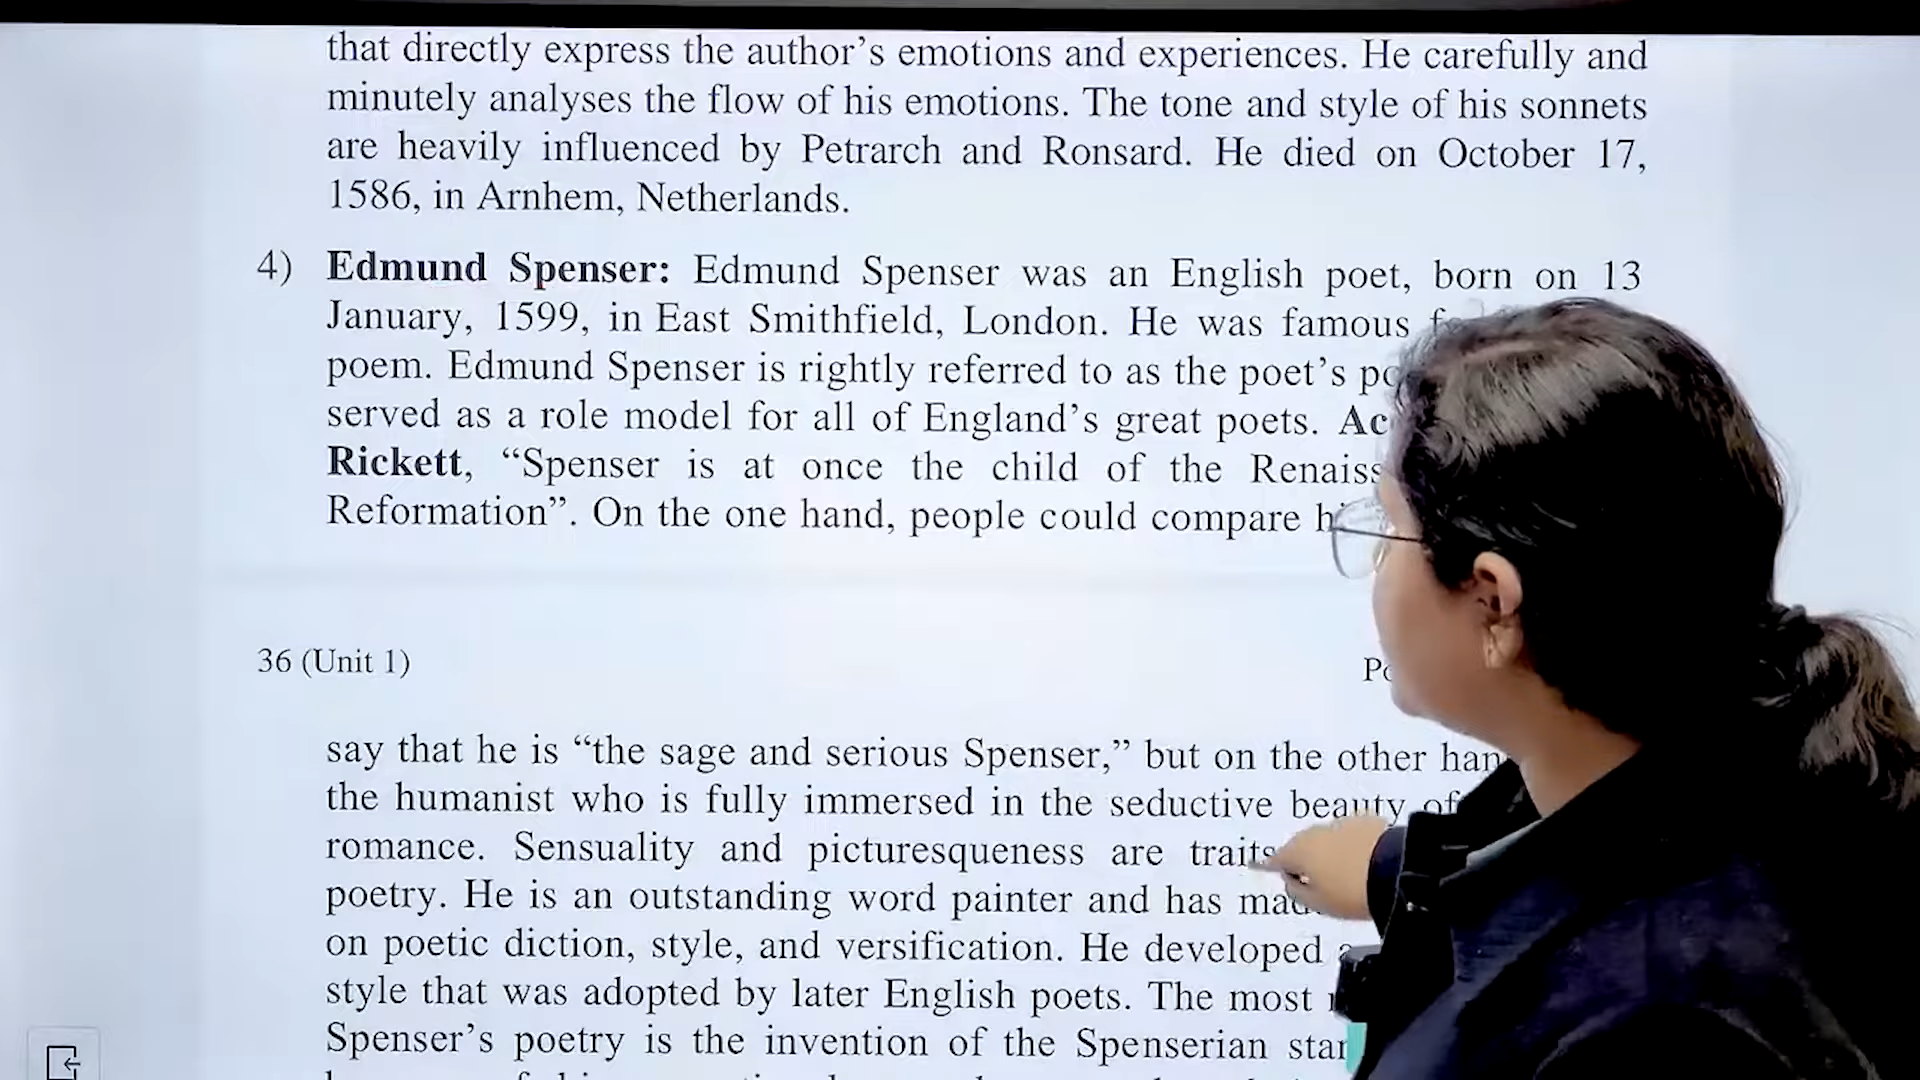 that directly express the author’s emotions and experiences. He carefully and
minutely analyses the flow of his emotions. The tone and style of his sonnets
are heavily influenced by Petrarch and Ronsard. He died on October 17,
1586, in Arnhem, Netherlands.
4) Edmund Spenser: Edmund Spenser was an English poet, born on 13
January, 1599, in East Smithfield, London. He was famous
poem. Edmund Spenser is rightly referred to as the poet’s
served as a role model for all of England’s great poets.
Rickett, “Spenser is at once the child of the
Reformation”. On the one hand, people could compare
36 (Unit 1)
say that he is “the sage and serious Spenser,” but on the other
the humanist who is fully immersed in the seductive beauty of
romance. Sensuality and picturesqueness are traits
poetry. He is an outstanding word painter and has
on poetic diction, style, and versification. He developed
style that was adopted by later English poets. The most
Spenser’s poetry is the invention of the Spenserian